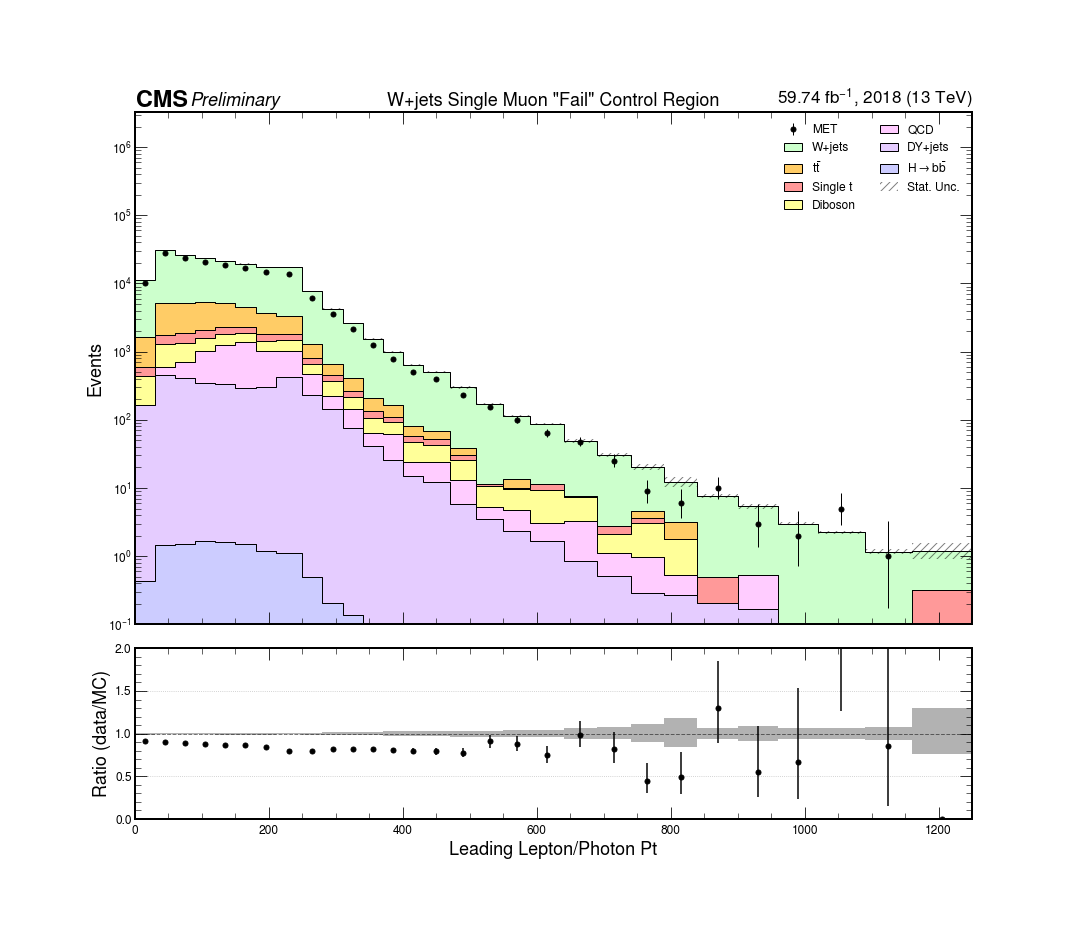 CMS Preliminary W+jets Single Muon "Fail" Control Region 59.74 fb⁻¹, 2018 (13 TeV)
MET QCD
W+jets DY+jets
tt̄ H→bb̄
Single t Stat. Unc.
Diboson
10⁶
10⁵
10⁴
10³
10²
10¹
10⁰
10⁻¹
Events
2.0
1.5
1.0
0.5
0.0
Ratio (data/MC)
0 200 400 600 800 1000 1200
Leading Lepton/Photon Pt